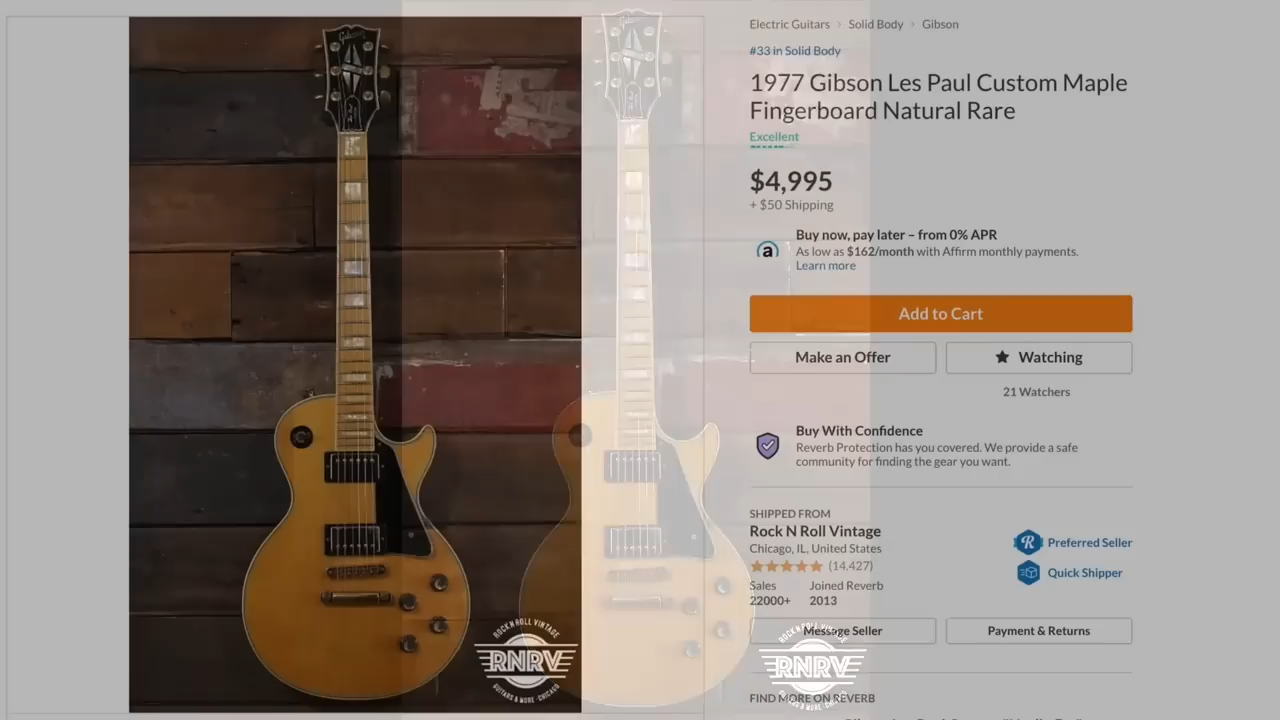 Electric Guitars > Solid Body > Gibson
#33 in Solid Body
1977 Gibson Les Paul Custom Maple
Fingerboard Natural Rare
Excellent
$4,995
+ $50 Shipping
a
Buy now, pay later – from 0% APR
As low as $162/month with Affirm monthly payments.
Learn more
Add to Cart
Make an Offer
Watching
21 Watchers
Buy With Confidence
Reverb Protection has you covered. We provide a safe
community for finding the gear you want.
SHIPPED FROM
Rock N Roll Vintage
Chicago, IL, United States
(14,427)
Sales
22000+
Joined Reverb
2013
R Preferred Seller
Quick Shipper
Message Seller
Payment & Returns
FIND MORE ON REVERB
Gibson
ROCK N ROLL VINTAGE
RNRV
GUITARS & MORE · CHICAGO
ROCK N ROLL VINTAGE
RNRV